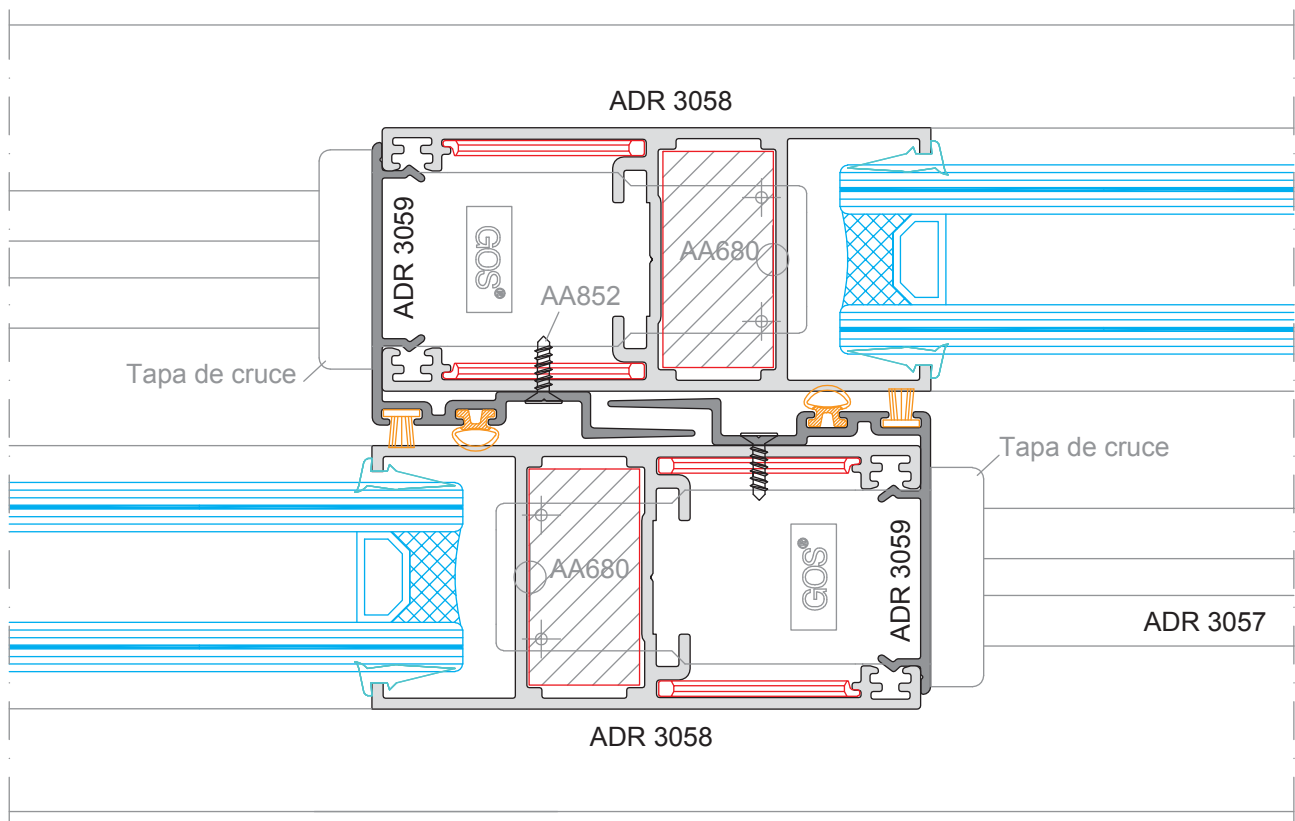 ADR 3058
ADR 3059
GOS®
AA680
AA852
Tapa de cruce
Tapa de cruce
AA680
GOS®
ADR 3059
ADR 3057
ADR 3058